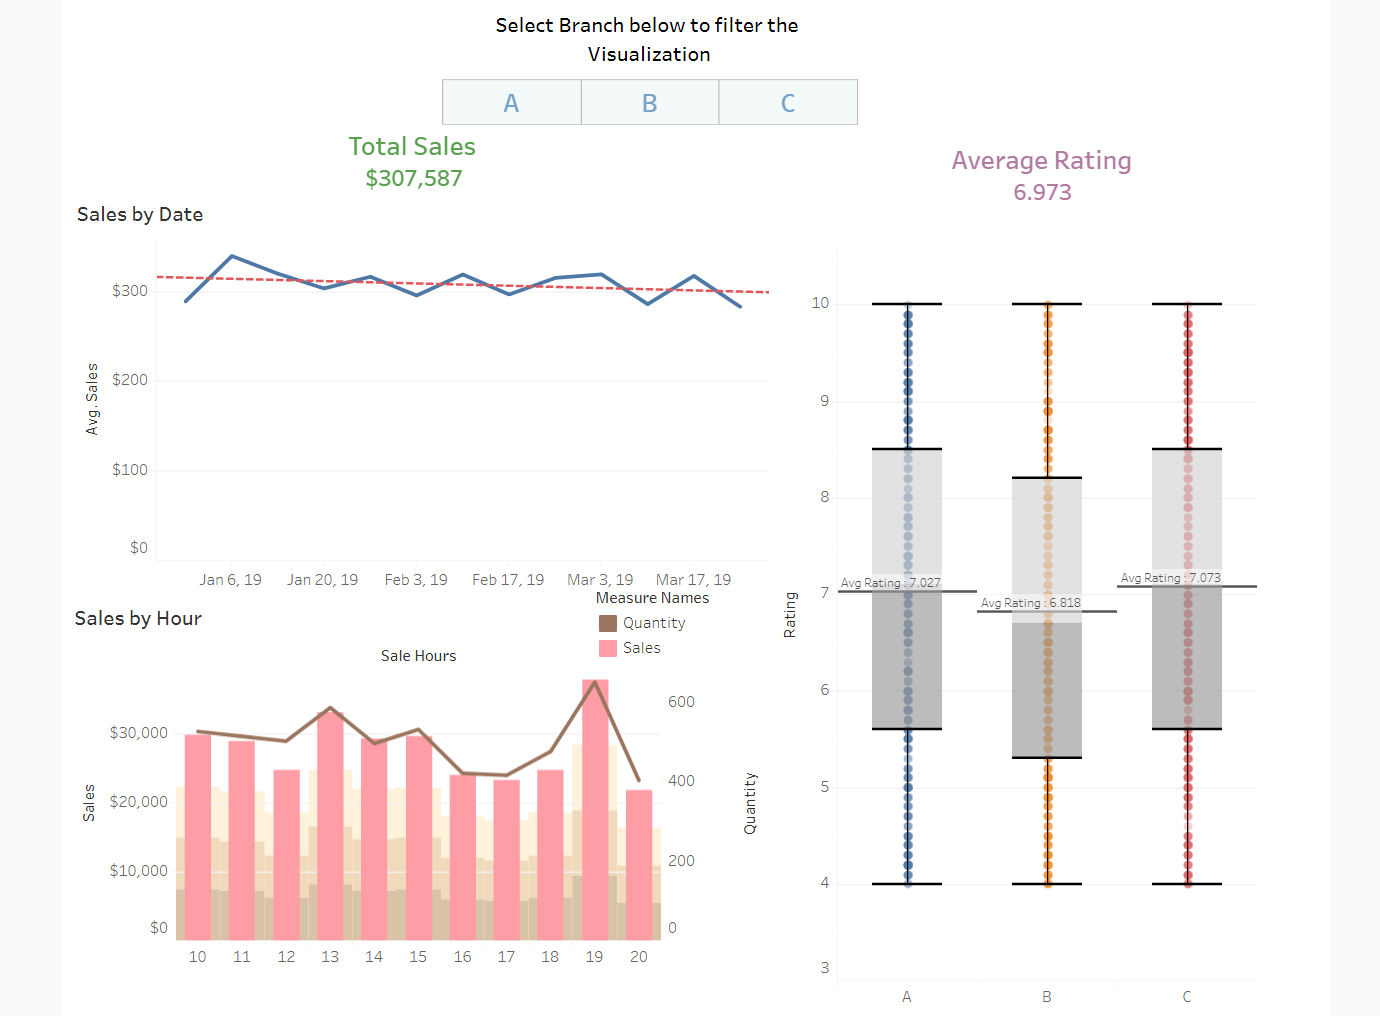 Select Branch below to filter the
Visualization
A B C
Total Sales
$307,587
Average Rating
6.973
Sales by Date
$300
$200
$100
$0
Avg. Sales
Jan 6, 19 Jan 20, 19 Feb 3, 19 Feb 17, 19 Mar 3, 19 Mar 17, 19
Sales by Hour
Measure Names
Quantity
Sales
Sale Hours
$30,000
$20,000
$10,000
$0
Sales
600
400
200
0
Quantity
10 11 12 13 14 15 16 17 18 19 20
10
9
8
7
6
5
4
3
Rating
Avg Rating : 7.027
Avg Rating : 6.818
Avg Rating : 7.073
A B C